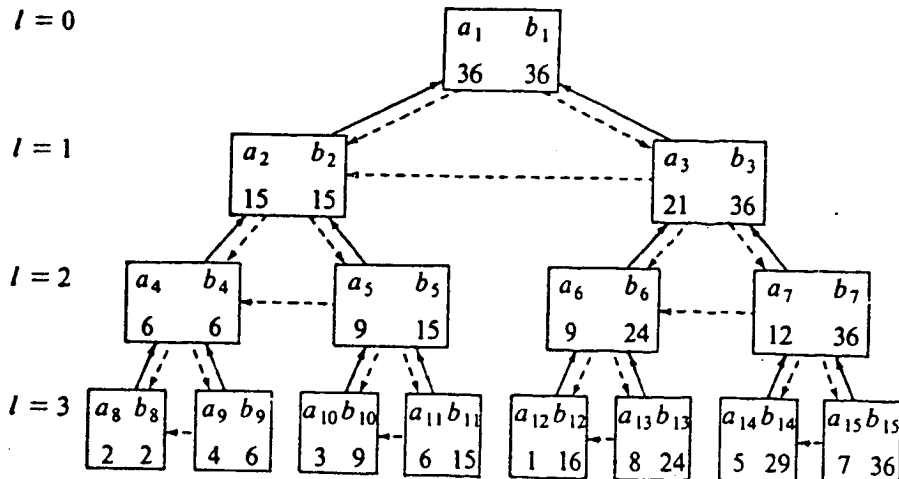 l = 0
a₁ b₁
36 36
l = 1
a₂ b₂
15 15
a₃ b₃
21 36
l = 2
a₄ b₄
6 6
a₅ b₅
9 15
a₆ b₆
9 24
a₇ b₇
12 36
l = 3
a₈ b₈
2 2
a₉ b₉
4 6
a₁₀ b₁₀
3 9
a₁₁ b₁₁
6 15
a₁₂ b₁₂
1 16
a₁₃ b₁₃
8 24
a₁₄ b₁₄
5 29
a₁₅ b₁₅
7 36